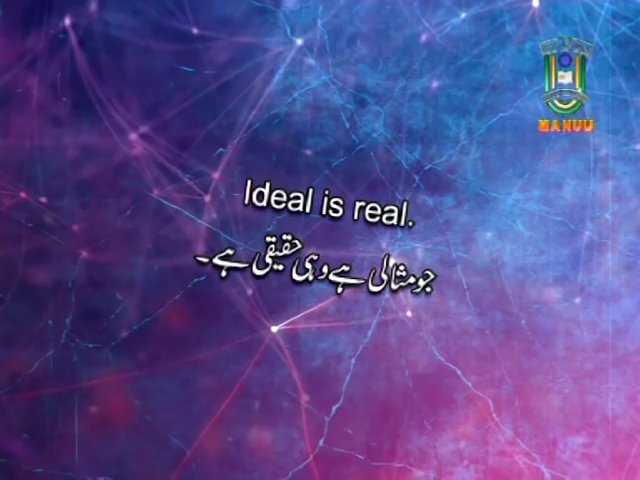 MANUU
Ideal is real.
جو مثالی ہے وہی حقیقی ہے۔